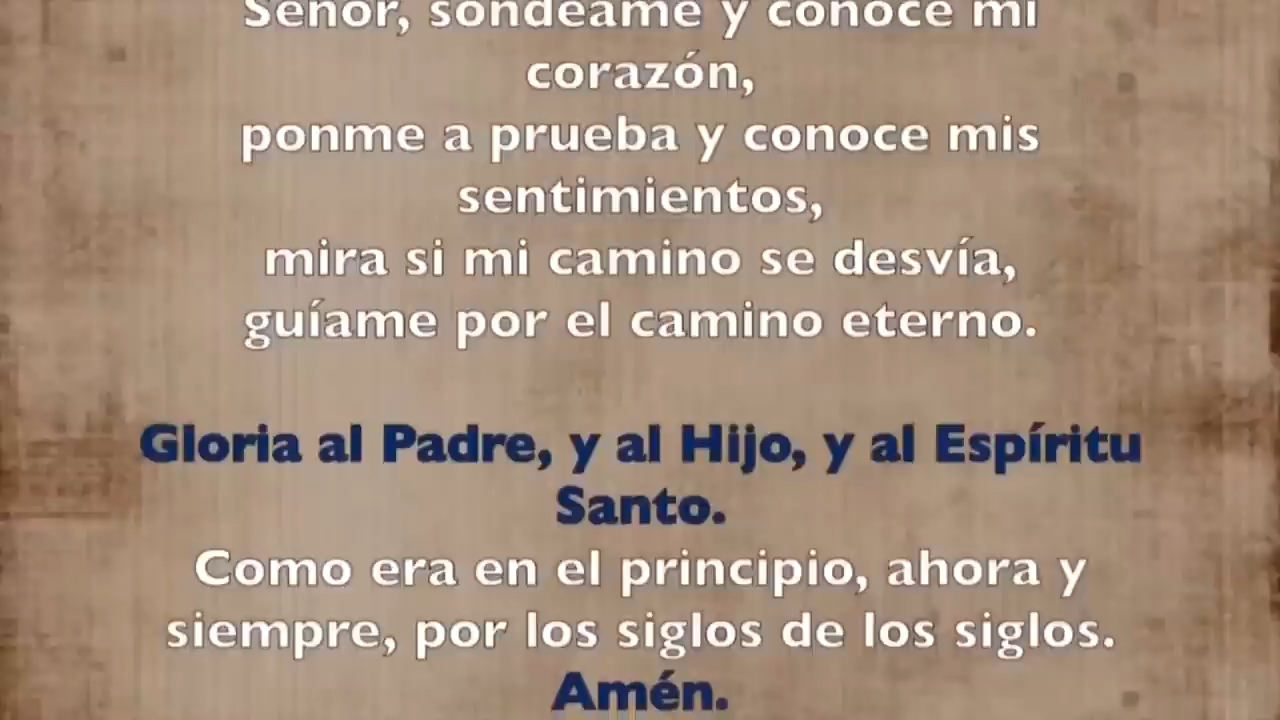 Señor, sondéame y conoce mi
corazón,
ponme a prueba y conoce mis
sentimientos,
mira si mi camino se desvía,
guíame por el camino eterno.
Gloria al Padre, y al Hijo, y al Espíritu
Santo.
Como era en el principio, ahora y
siempre, por los siglos de los siglos.
Amén.